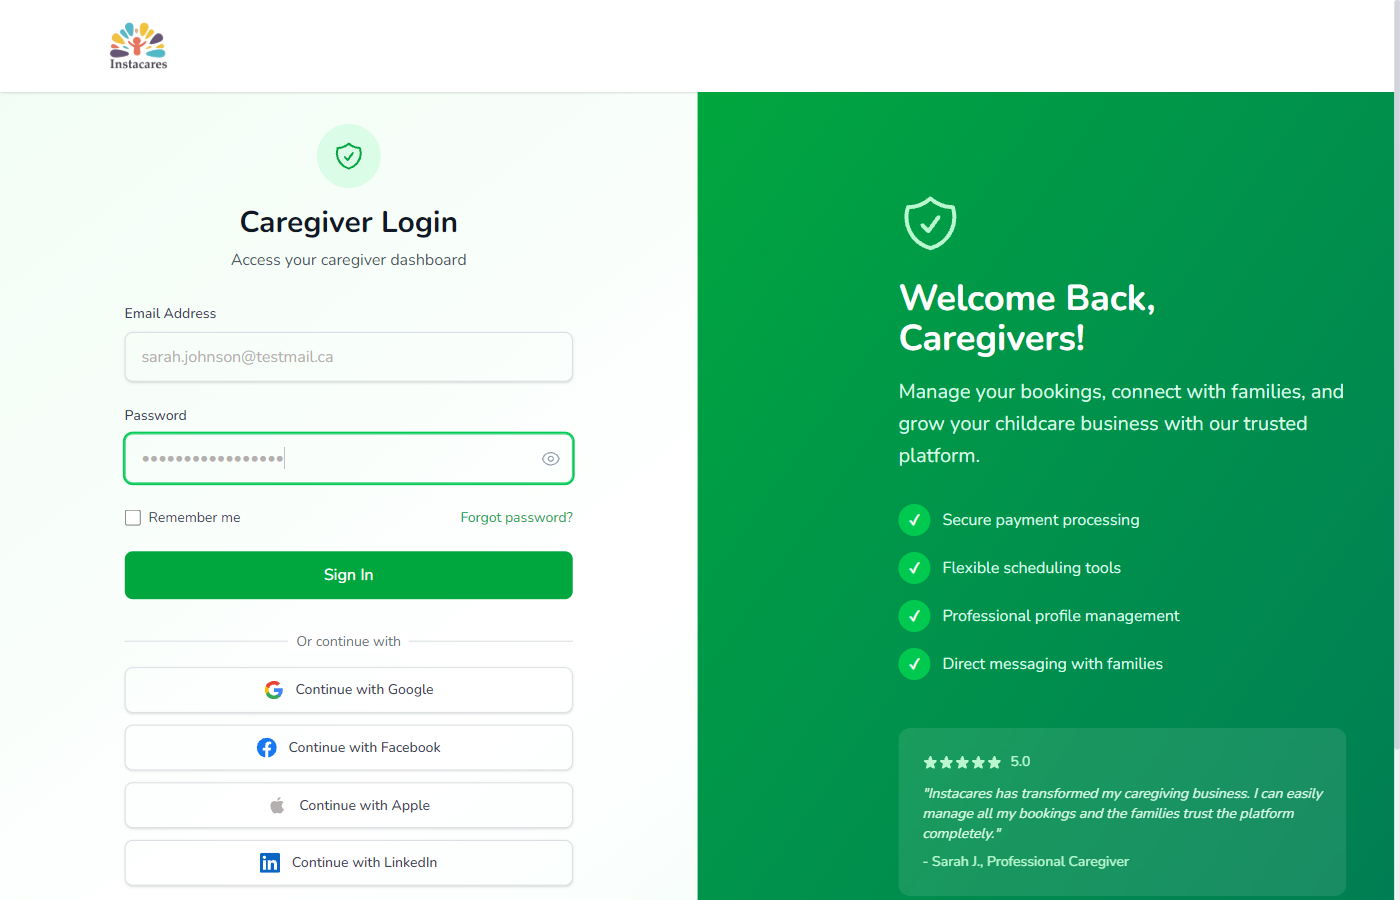 Instacares
Caregiver Login
Access your caregiver dashboard
Email Address
sarah.johnson@testmail.ca
Password
•••••••••••••••••
Remember me
Forgot password?
Sign In
Or continue with
Continue with Google
Continue with Facebook
Continue with Apple
Continue with LinkedIn
Welcome Back,
Caregivers!
Manage your bookings, connect with families, and
grow your childcare business with our trusted
platform.
✓ Secure payment processing
✓ Flexible scheduling tools
✓ Professional profile management
✓ Direct messaging with families
★★★★★ 5.0
"Instacares has transformed my caregiving business. I can easily
manage all my bookings and the families trust the platform
completely."
- Sarah J., Professional Caregiver